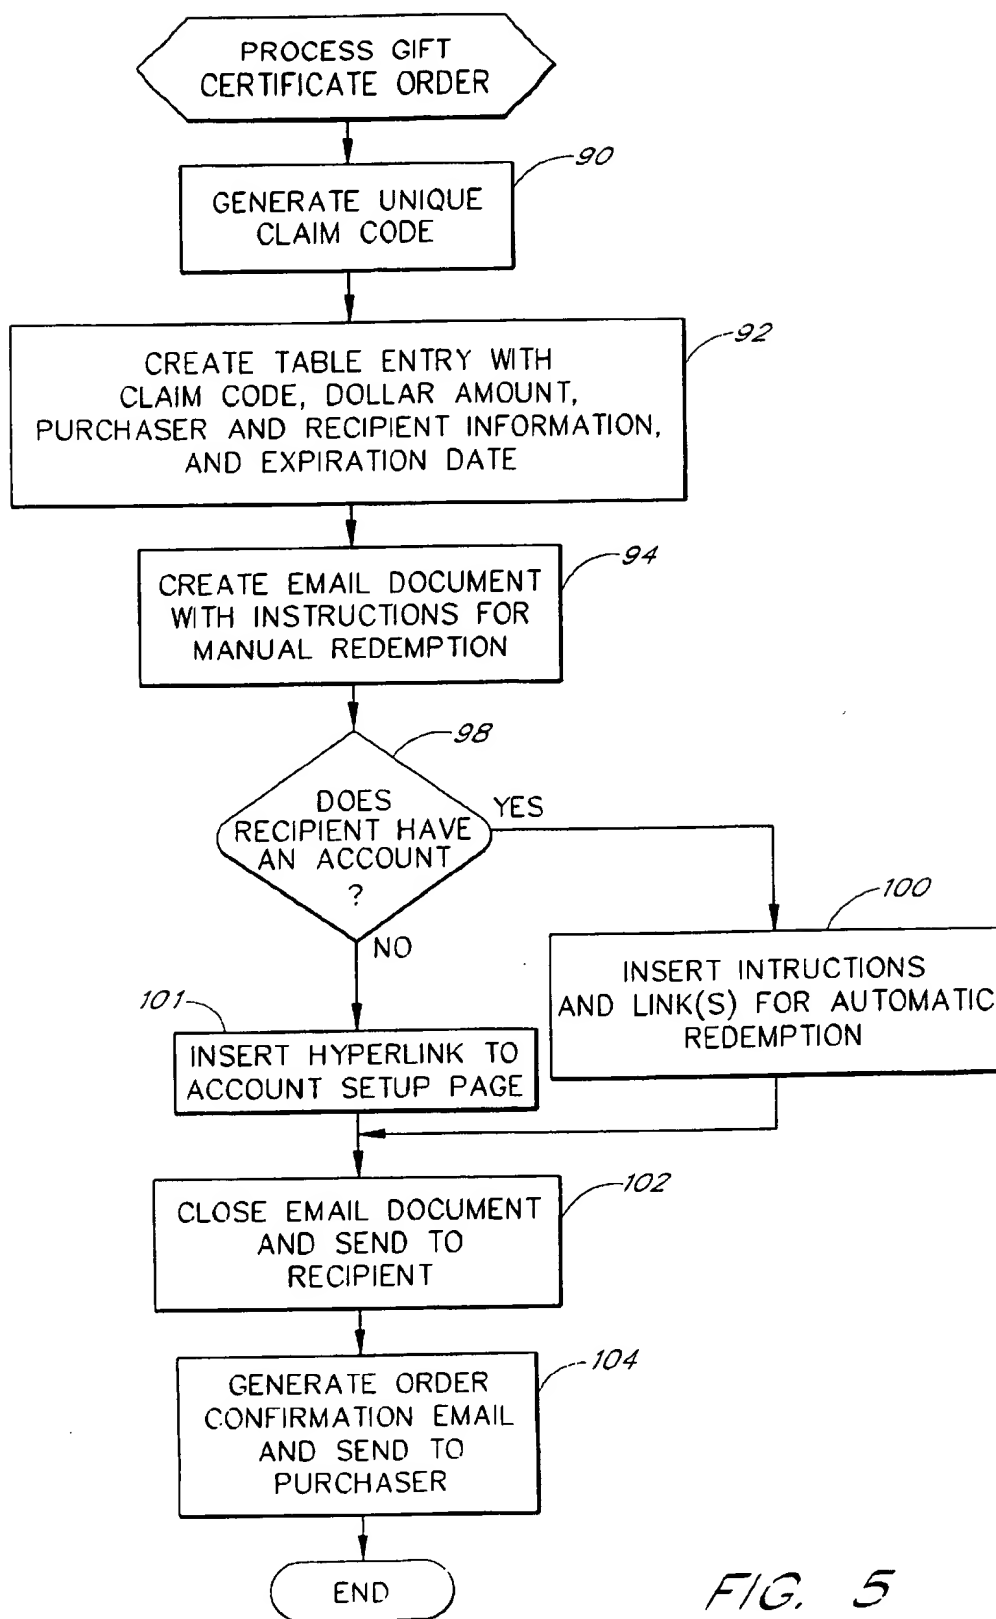 PROCESS GIFT
CERTIFICATE ORDER
90
GENERATE UNIQUE
CLAIM CODE
92
CREATE TABLE ENTRY WITH
CLAIM CODE, DOLLAR AMOUNT,
PURCHASER AND RECIPIENT INFORMATION,
AND EXPIRATION DATE
94
CREATE EMAIL DOCUMENT
WITH INSTRUCTIONS FOR
MANUAL REDEMPTION
98
DOES
RECIPIENT HAVE
AN ACCOUNT
?
YES
NO
100
INSERT INTRUCTIONS
AND LINK(S) FOR AUTOMATIC
REDEMPTION
101
INSERT HYPERLINK TO
ACCOUNT SETUP PAGE
102
CLOSE EMAIL DOCUMENT
AND SEND TO
RECIPIENT
104
GENERATE ORDER
CONFIRMATION EMAIL
AND SEND TO
PURCHASER
END
FIG. 5